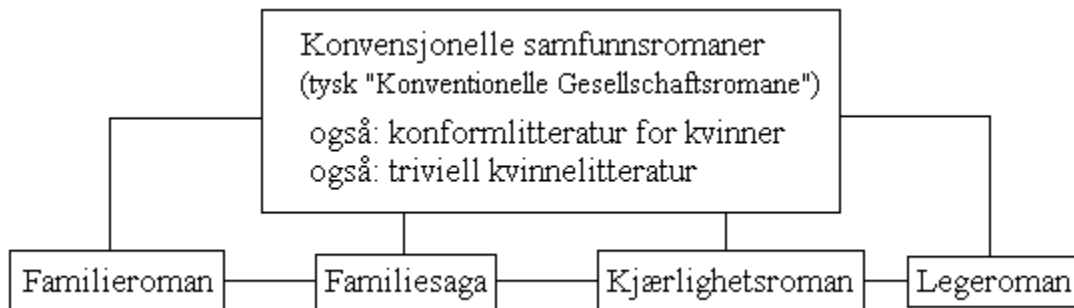 Konvensjonelle samfunnsromaner
(tysk "Konventionelle Gesellschaftsromane")
også: konformlitteratur for kvinner
også: triviell kvinnelitteratur
Familieroman
Familiesaga
Kjærlighetsroman
Legeroman